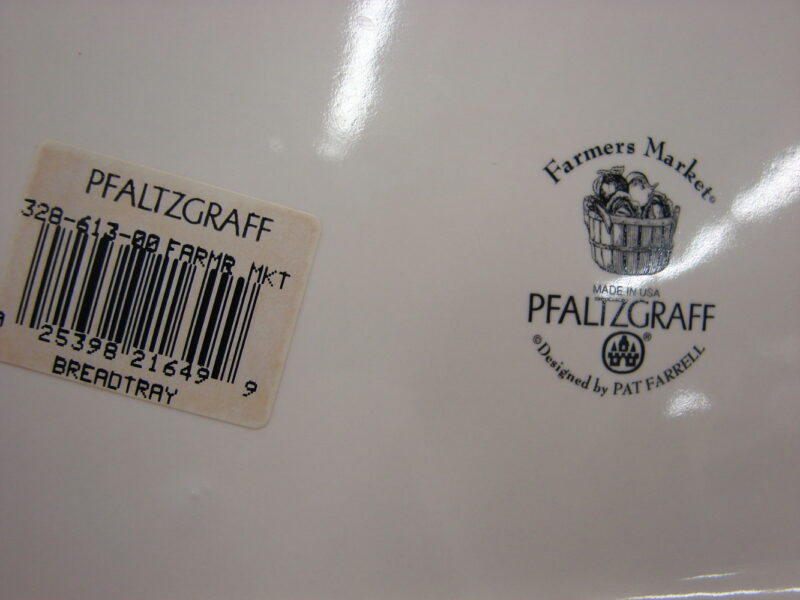 PFALTZGRAFF
328-613-00 FARMR MKT
0 25398 21649 9
BREADTRAY
Farmers Market
MADE IN USA
PFALTZGRAFF
®
©Designed by PAT FARRELL